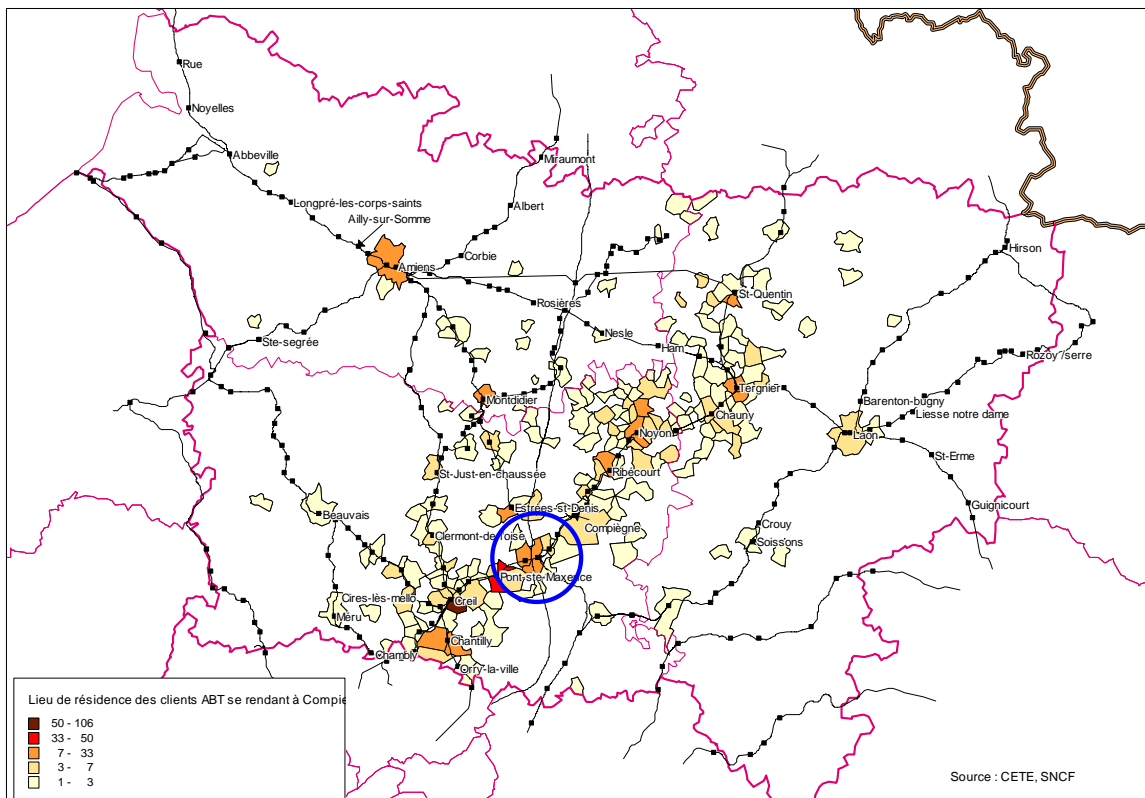 Rue
Noyelles
Abbeville
Miraumont
Longpré-les-corps-saints
Albert
Ailly-sur-Somme
Corbie
Hirson
Amiens
St-Quentin
Rosières
Ste-segrée
Nesle
Ham
Rozoy/serre
Tergnier
Montdidier
Barenton-bugny
Chauny
Liesse notre dame
Noyon
Laon
St-Erme
Ribécourt
St-Just-en-chaussée
Guignicourt
Estrées-st-Denis
Beauvais
Compiègne
Crouy
Clermont-de-l'oise
Soissons
Pont-ste-Maxence
Cires-lès-mello
Creil
Méru
Chantilly
Chambly
Orry-la-ville
Lieu de résidence des clients ABT se rendant à Compiè
50 - 106
33 - 50
7 - 33
3 - 7
1 - 3
Source : CETE, SNCF